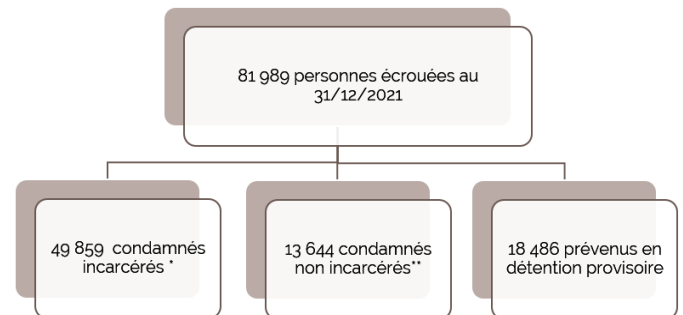 81 989 personnes écrouées au
31/12/2021
49 859 condamnés
incarcérés *
13 644 condamnés
non incarcérés**
18 486 prévenus en
détention provisoire